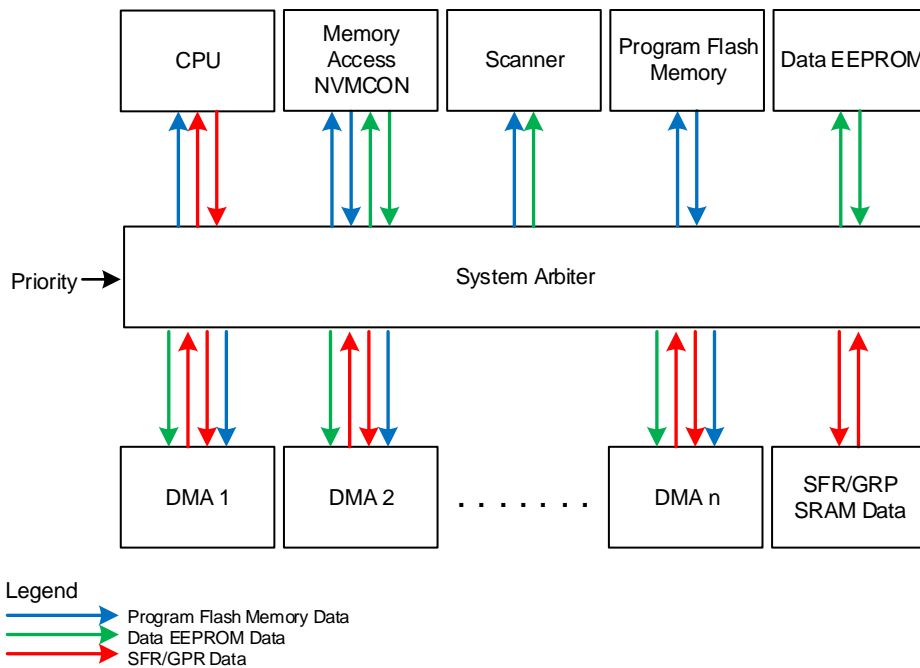 CPU
Memory
Access
NVMCON
Scanner
Program Flash
Memory
Data EEPROM
Priority
System Arbiter
DMA 1
DMA 2
. . . . . . .
DMA n
SFR/GRP
SRAM Data
Legend
Program Flash Memory Data
Data EEPROM Data
SFR/GPR Data